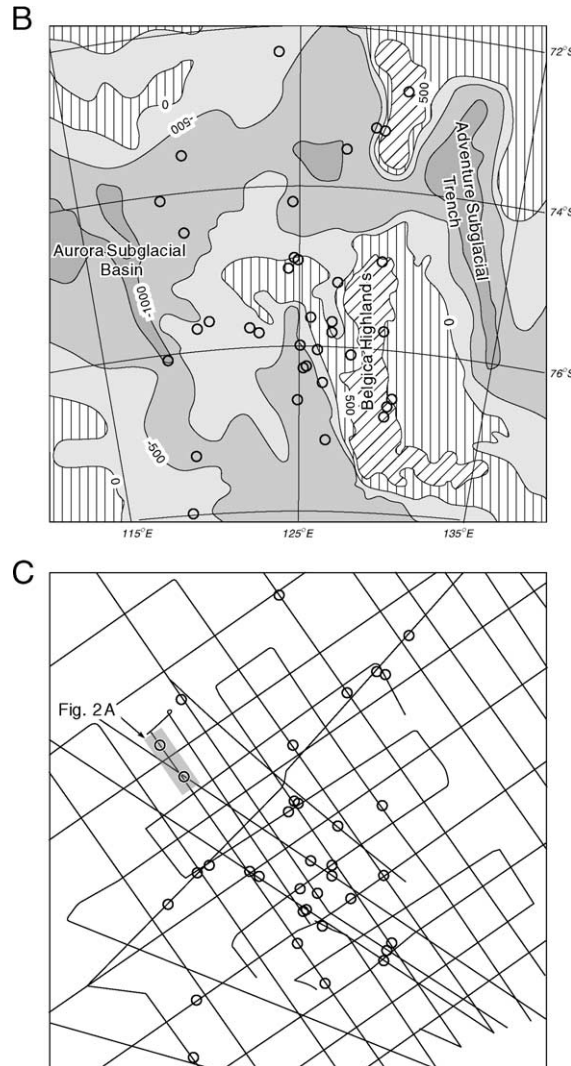 B
72°S
0
-500
500
Adventure Subglacial
Trench
74°S
Aurora Subglacial
Basin
-1000
0
Belgica Highlands
76°S
500
-500
0
115°E
125°E
135°E
C
Fig. 2A